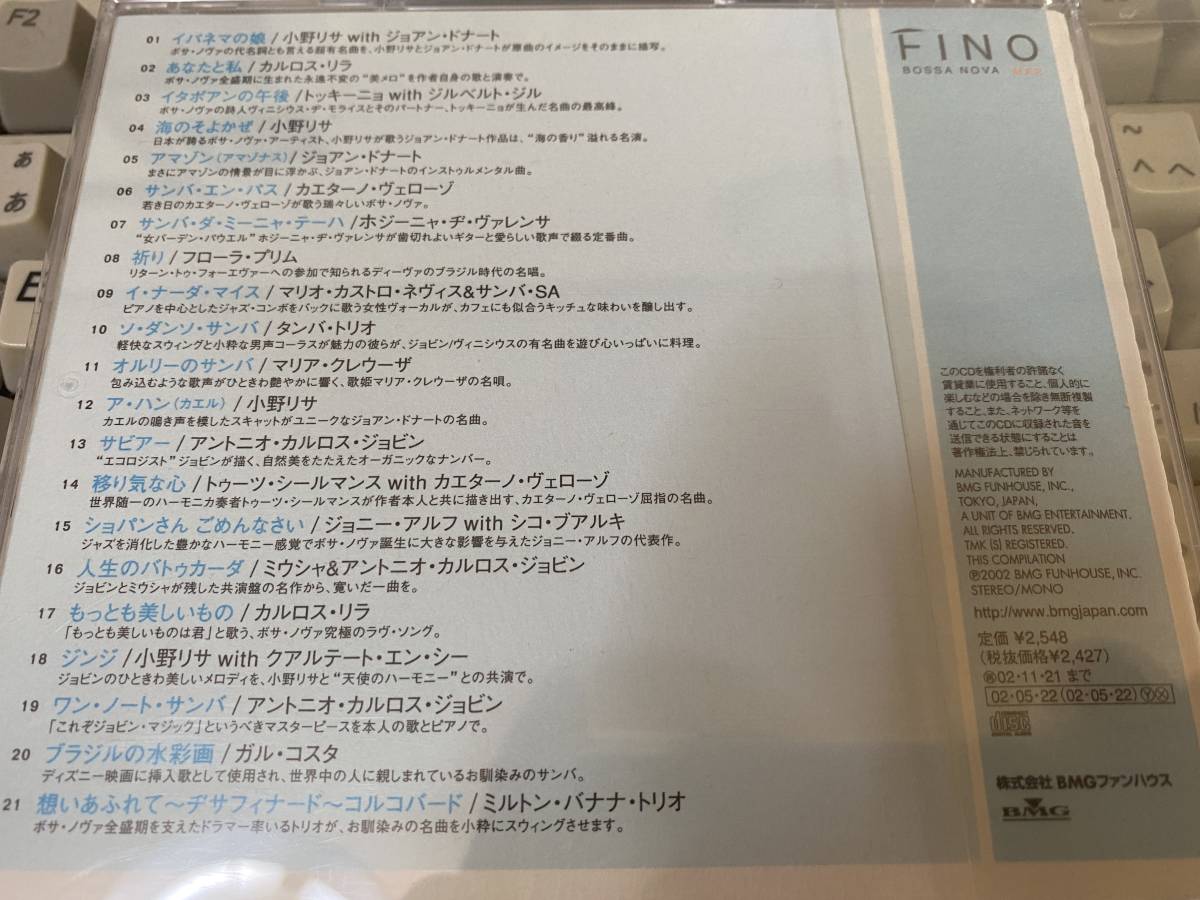 01 イパネマの娘 / 小野リサ with ジョアン・ドナート
ボサ・ノヴァの代名詞とも言える超有名曲を、小野リサとジョアン・ドナートが原曲のイメージをそのままに描写。
02 あなたと私 / カルロス・リラ
ボサ・ノヴァ全盛期に生まれた永遠不変の“美メロ”を作者自身の歌と演奏で。
03 イタポアンの午後 / トッキーニョ with ジルベルト・ジル
ボサ・ノヴァの詩人ヴィニシウス・ヂ・モライスとそのパートナー、トッキーニョが生んだ名曲の最高峰。
04 海のそよかぜ / 小野リサ
日本が誇るボサ・ノヴァ・アーティスト、小野リサが歌うジョアン・ドナート作品は、“海の香り”溢れる名演。
05 アマゾン(アマゾナス) / ジョアン・ドナート
まさにアマゾンの情景が目に浮かぶ、ジョアン・ドナートのインストゥルメンタル曲。
06 サンバ・エン・パス / カエターノ・ヴェローゾ
若き日のカエターノ・ヴェローゾが歌う瑞々しいボサ・ノヴァ。
07 サンバ・ダ・ミーニャ・テーハ / ホジーニャ・ヂ・ヴァレンサ
“女バーデン・パウエル”ホジーニャ・ヂ・ヴァレンサが歯切れよいギターと愛らしい歌声で綴る定番曲。
08 祈り / フローラ・プリム
リターン・トゥ・フォーエヴァーへの参加で知られるディーヴァのブラジル時代の名唱。
09 イ・ナーダ・マイス / マリオ・カストロ・ネヴィス&サンバ・SA
ピアノを中心としたジャズ・コンボをバックに歌う女性ヴォーカルが、カフェにも似合うキッチュな味わいを醸し出す。
10 ソ・ダンソ・サンバ / タンバ・トリオ
軽快なスウィングと小粋な男声コーラスが魅力の彼らが、ジョビン/ヴィニシウスの有名曲を遊び心いっぱいに料理。
11 オルリーのサンバ / マリア・クレウーザ
包み込むような歌声がひときわ艶やかに響く、歌姫マリア・クレウーザの名唄。
12 ア・ハン(カエル) / 小野リサ
カエルの鳴き声を模したスキャットがユニークなジョアン・ドナートの名曲。
13 サビアー / アントニオ・カルロス・ジョビン
“エコロジスト”ジョビンが描く、自然美をたたえたオーガニックなナンバー。
14 移り気な心 / トゥーツ・シールマンス with カエターノ・ヴェローゾ
世界随一のハーモニカ奏者トゥーツ・シールマンスが作者本人と共に描き出す、カエターノ・ヴェローゾ屈指の名曲。
15 ショパンさん ごめんなさい / ジョニー・アルフ with シコ・ブアルキ
ジャズを消化した豊かなハーモニー感覚でボサ・ノヴァ誕生に大きな影響を与えたジョニー・アルフの代表作。
16 人生のバトゥカーダ / ミウシャ&アントニオ・カルロス・ジョビン
ジョビンとミウシャが残した共演盤の名作から、寛いだ一曲を。
17 もっとも美しいもの / カルロス・リラ
「もっとも美しいものは君」と歌う、ボサ・ノヴァ究極のラヴ・ソング。
18 ジンジ / 小野リサ with クアルテート・エン・シー
ジョビンのひときわ美しいメロディを、小野リサと“天使のハーモニー”との共演で。
19 ワン・ノート・サンバ / アントニオ・カルロス・ジョビン
「これぞジョビン・マジック」というべきマスターピースを本人の歌とピアノで。
20 ブラジルの水彩画 / ガル・コスタ
ディズニー映画に挿入歌として使用され、世界中の人に親しまれているお馴染みのサンバ。
21 想いあふれて〜ヂサフィナード〜コルコバード / ミルトン・バナナ・トリオ
ボサ・ノヴァ全盛期を支えたドラマー率いるトリオが、お馴染みの名曲を小粋にスウィングさせます。
FINO
BOSSA NOVA
このCDを権利者の許諾なく
賃貸業に使用すること、個人的に
楽しむなどの場合を除き無断複製
すること、また、ネットワーク等を
通じてこのCDに収録された音を
送信できる状態にすることは
著作権法上、禁じられています。
MANUFACTURED BY
BMG FUNHOUSE, INC.,
TOKYO, JAPAN.
A UNIT OF BMG ENTERTAINMENT.
ALL RIGHTS RESERVED.
TMK (S) REGISTERED.
THIS COMPILATION
℗2002 BMG FUNHOUSE, INC.
STEREO/MONO
http://www.bmgjapan.com
定価 ¥2,548
(税抜価格¥2,427)
㊢02・11・21 まで
02・05・22 (02・05・22) Ⓨ
disc
株式会社 BMGファンハウス
BMG
F2
あ
あ
E
~
へ へ